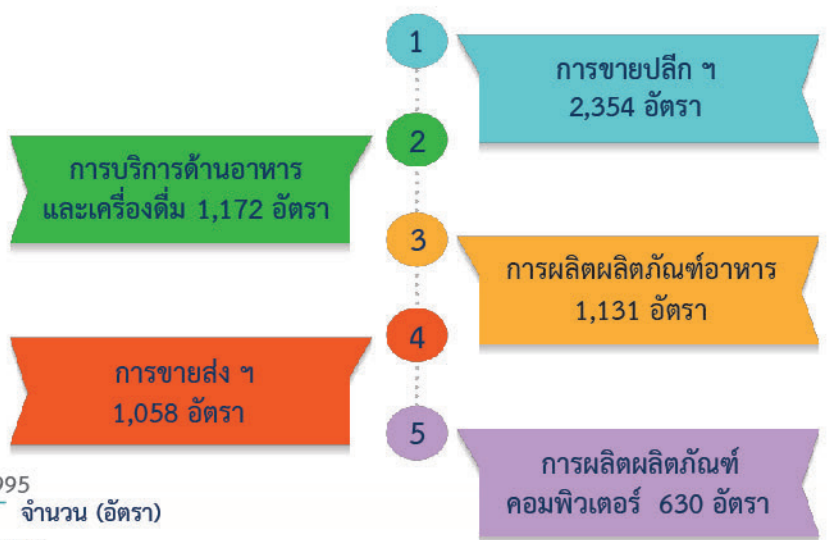 1
การขายปลีก ฯ
2,354 อัตรา
2
การบริการด้านอาหาร
และเครื่องดื่ม 1,172 อัตรา
3
การผลิตผลิตภัณฑ์อาหาร
1,131 อัตรา
4
การขายส่ง ฯ
1,058 อัตรา
5
การผลิตผลิตภัณฑ์
คอมพิวเตอร์ 630 อัตรา
995
จำนวน (อัตรา)